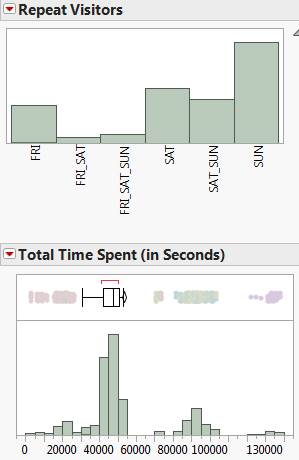 Repeat Visitors
FRI
FRI_SAT
FRI_SAT_SUN
SAT
SAT_SUN
SUN
Total Time Spent (in Seconds)
0 20000 40000 60000 80000 100000 130000